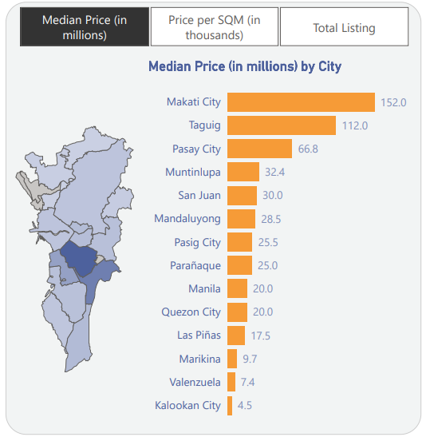 Median Price (in
millions)
Price per SQM (in
thousands)
Total Listing
Median Price (in millions) by City
Makati City 152.0
Taguig 112.0
Pasay City 66.8
Muntinlupa 32.4
San Juan 30.0
Mandaluyong 28.5
Pasig City 25.5
Parañaque 25.0
Manila 20.0
Quezon City 20.0
Las Piñas 17.5
Marikina 9.7
Valenzuela 7.4
Kalookan City 4.5